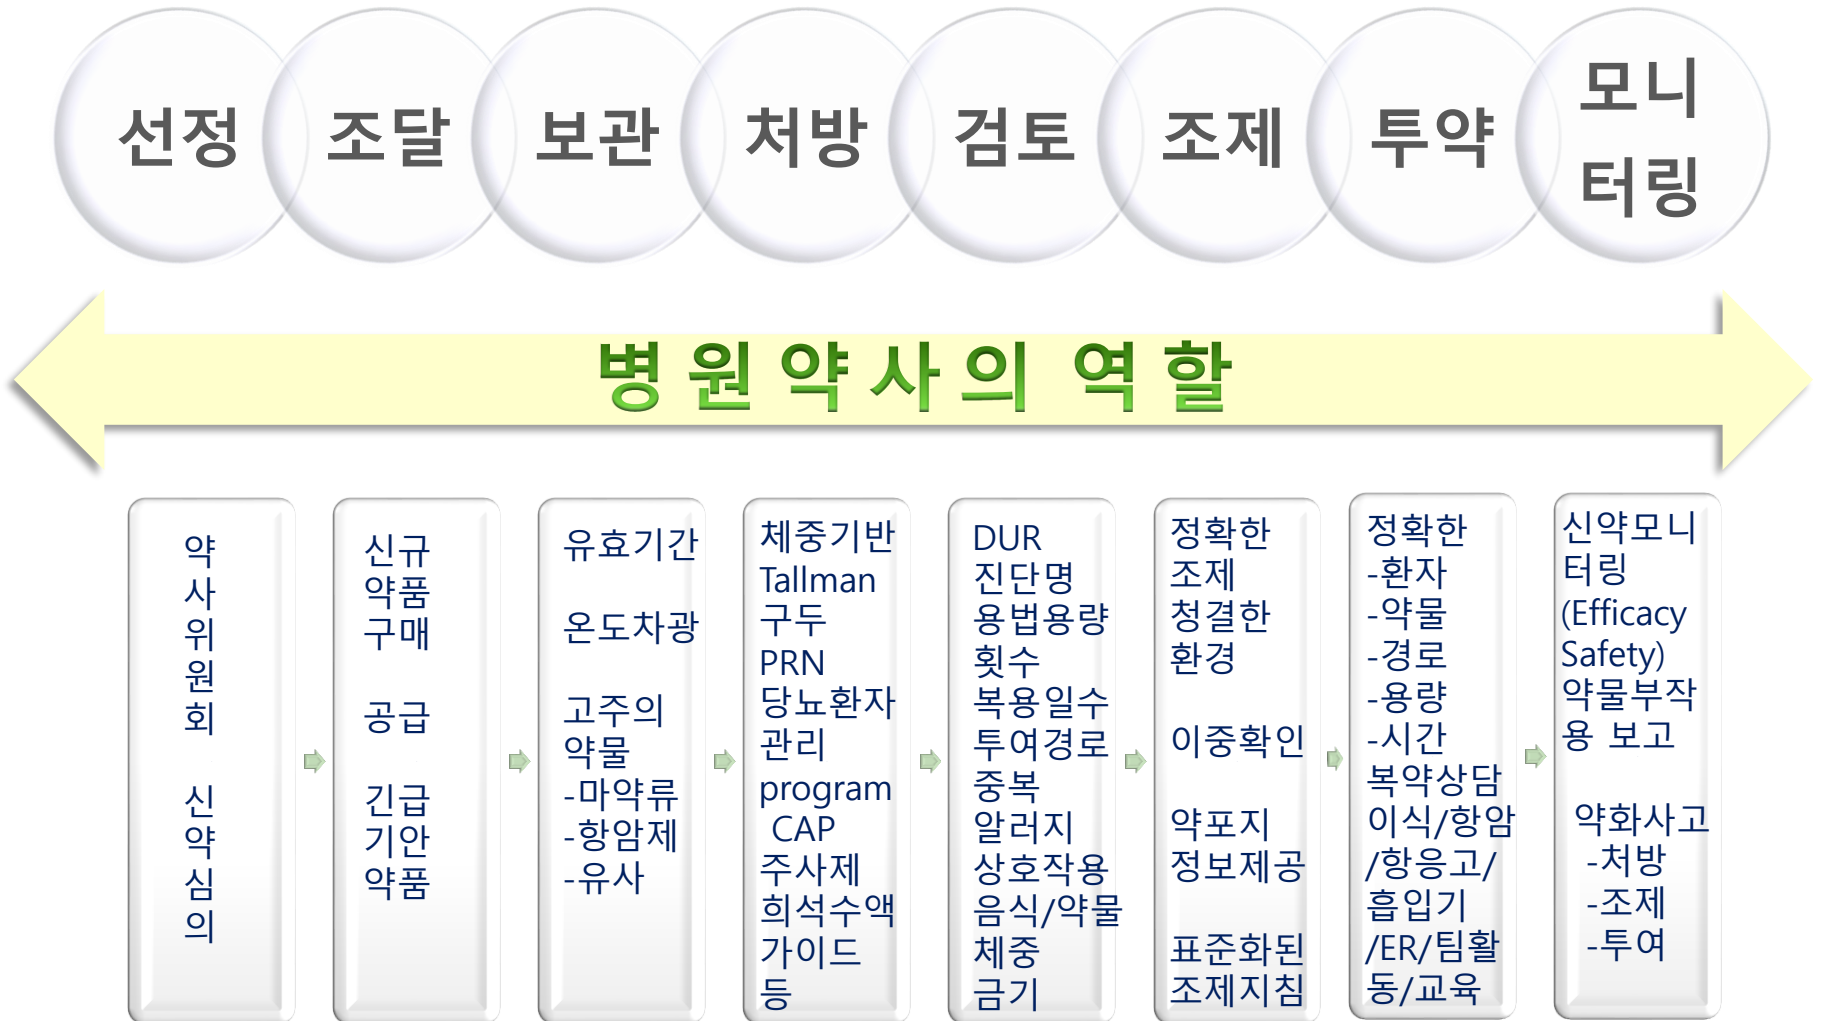 선정
조달
보관
처방
검토
조제
투약
모니
터링
병원약사의 역할
약
사
위
원
회
신
약
심
의
신규
약품
구매
공급
긴급
기안
약품
유효기간
온도차광
고주의
약물
-마약류
-항암제
-유사
체중기반
Tallman
구두
PRN
당뇨환자
관리
program
CAP
주사제
희석수액
가이드
등
DUR
진단명
용법용량
횟수
복용일수
투여경로
중복
알러지
상호작용
음식/약물
체중
금기
정확한
조제
청결한
환경
이중확인
약포지
정보제공
표준화된
조제지침
정확한
-환자
-약물
-경로
-용량
-시간
복약상담
이식/항암
/항응고/
흡입기
/ER/팀활
동/교육
신약모니
터링
(Efficacy
Safety)
약물부작
용 보고
약화사고
-처방
-조제
-투여